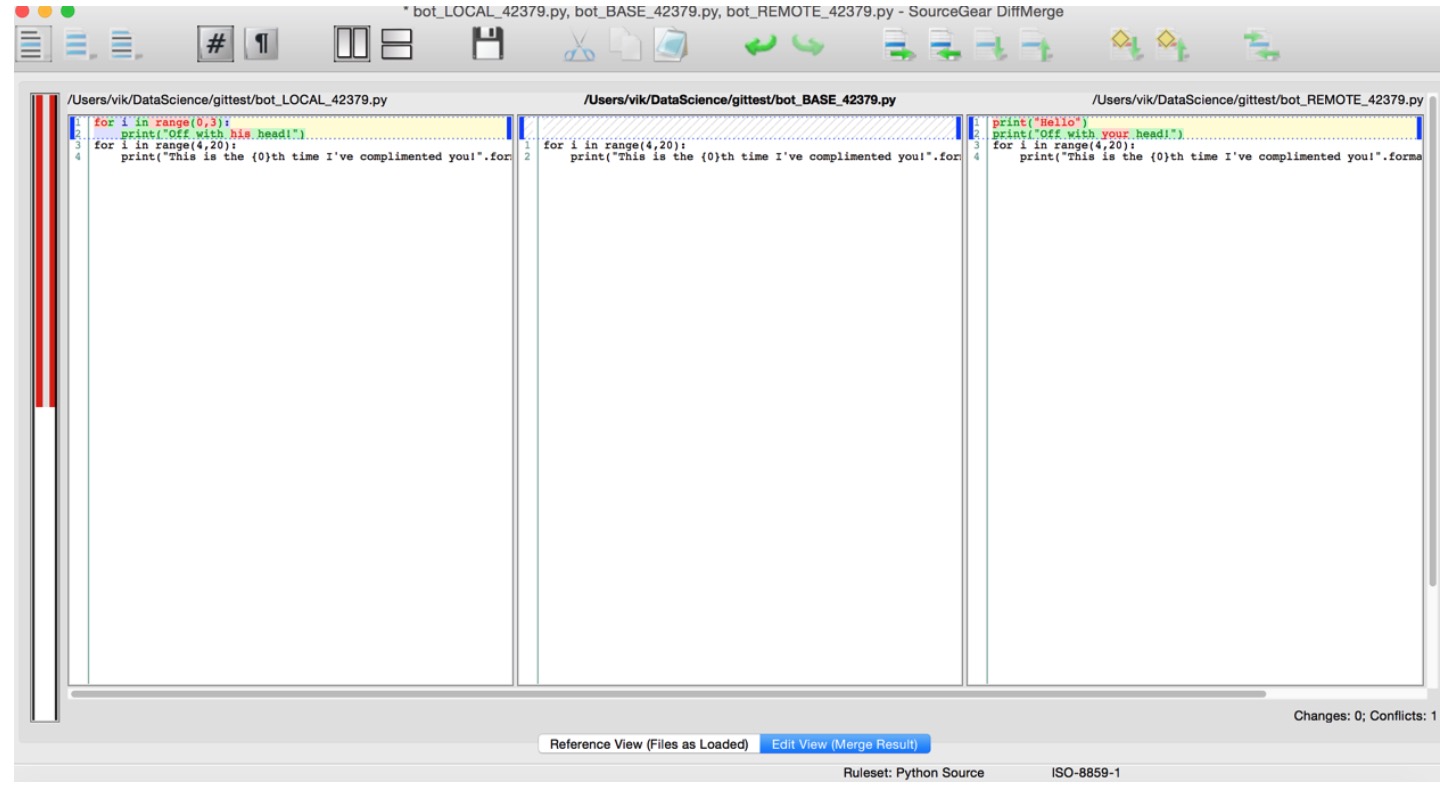 * bot_LOCAL_42379.py, bot_BASE_42379.py, bot_REMOTE_42379.py - SourceGear DiffMerge
# ¶
/Users/vik/DataScience/gittest/bot_LOCAL_42379.py
1 for i in range(0,3):
2 print("Off with his head!")
3 for i in range(4,20):
4 print("This is the {0}th time I've complimented you!".for
/Users/vik/DataScience/gittest/bot_BASE_42379.py
1 for i in range(4,20):
2 print("This is the {0}th time I've complimented you!".for
/Users/vik/DataScience/gittest/bot_REMOTE_42379.py
1 print("Hello")
2 print("Off with your head!")
3 for i in range(4,20):
4 print("This is the {0}th time I've complimented you!".forma
Changes: 0; Conflicts: 1
Reference View (Files as Loaded) Edit View (Merge Result)
Ruleset: Python Source ISO-8859-1